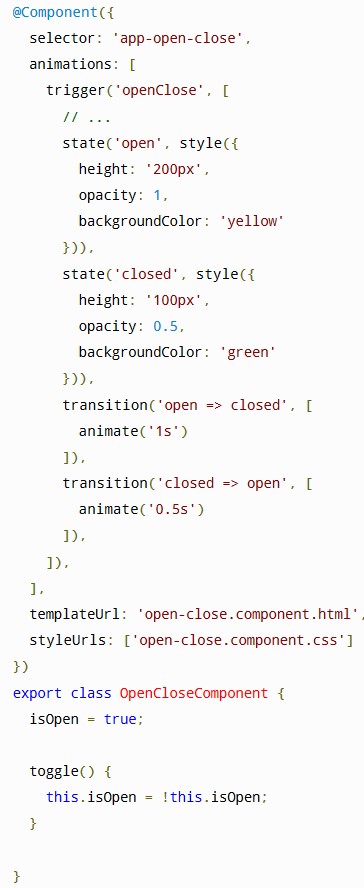 @Component({
  selector: 'app-open-close',
  animations: [
    trigger('openClose', [
      // ...
      state('open', style({
        height: '200px',
        opacity: 1,
        backgroundColor: 'yellow'
      })),
      state('closed', style({
        height: '100px',
        opacity: 0.5,
        backgroundColor: 'green'
      })),
      transition('open => closed', [
        animate('1s')
      ]),
      transition('closed => open', [
        animate('0.5s')
      ]),
    ]),
  ],
  templateUrl: 'open-close.component.html',
  styleUrls: ['open-close.component.css']
})
export class OpenCloseComponent {
  isOpen = true;

  toggle() {
    this.isOpen = !this.isOpen;
  }

}